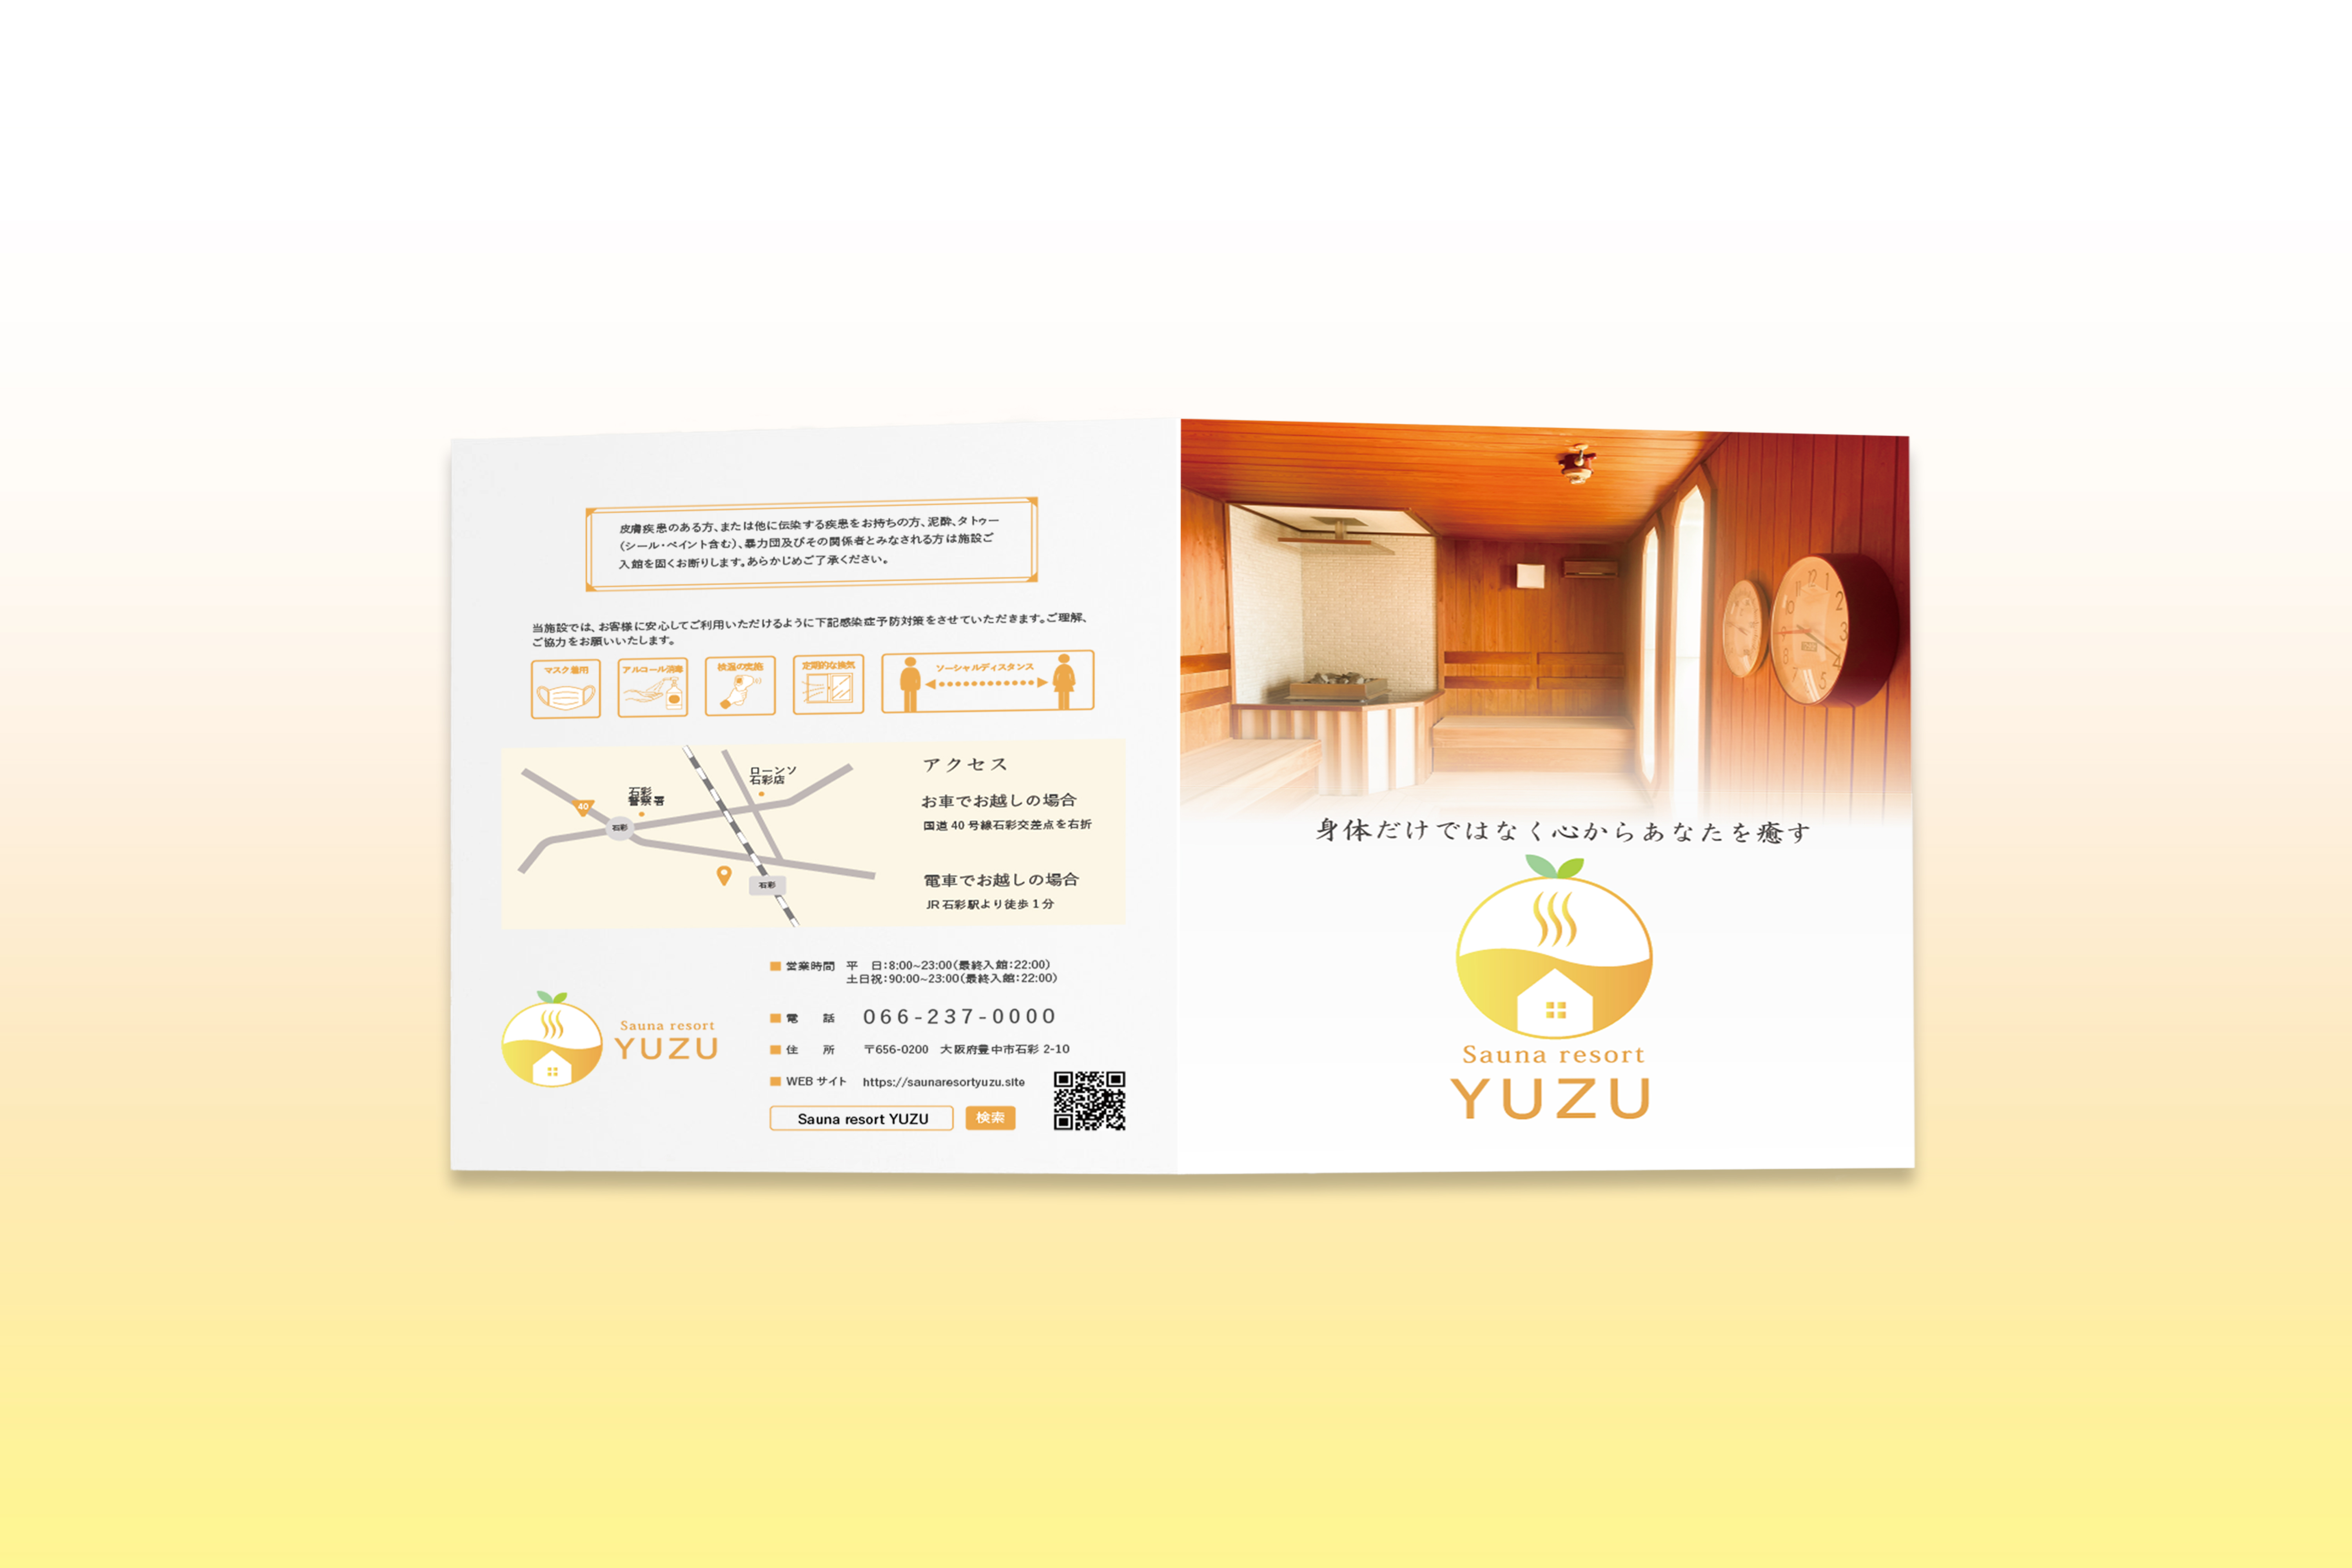 皮膚疾患のある方、または他に伝染する疾患をお持ちの方、泥酔、タトゥー
（シール・ペイント含む）、暴力団及びその関係者とみなされる方は施設ご
入館を固くお断りします。あらかじめご了承ください。
当施設では、お客様に安心してご利用いただけるように下記感染症予防対策をさせていただきます。ご理解、
ご協力をお願いいたします。
マスク着用
アルコール消毒
検温の実施
定期的な換気
ソーシャルディスタンス
ローンソ
石彩店
石彩
警察署
40
石彩
石彩
アクセス
お車でお越しの場合
国道40号線石彩交差点を右折
電車でお越しの場合
JR石彩駅より徒歩1分
営業時間 平　日：8:00~23:00（最終入館：22:00）
土日祝：90:00~23:00（最終入館：22:00）
電　話 066-237-0000
住　所 〒656-0200 大阪府豊中市石彩 2-10
WEBサイト https://saunaresortyuzu.site
Sauna resort YUZU 検索
Sauna resort
YUZU
12
1
2
3
4
5
7
8
10
11
身体だけではなく心からあなたを癒す
Sauna resort
YUZU